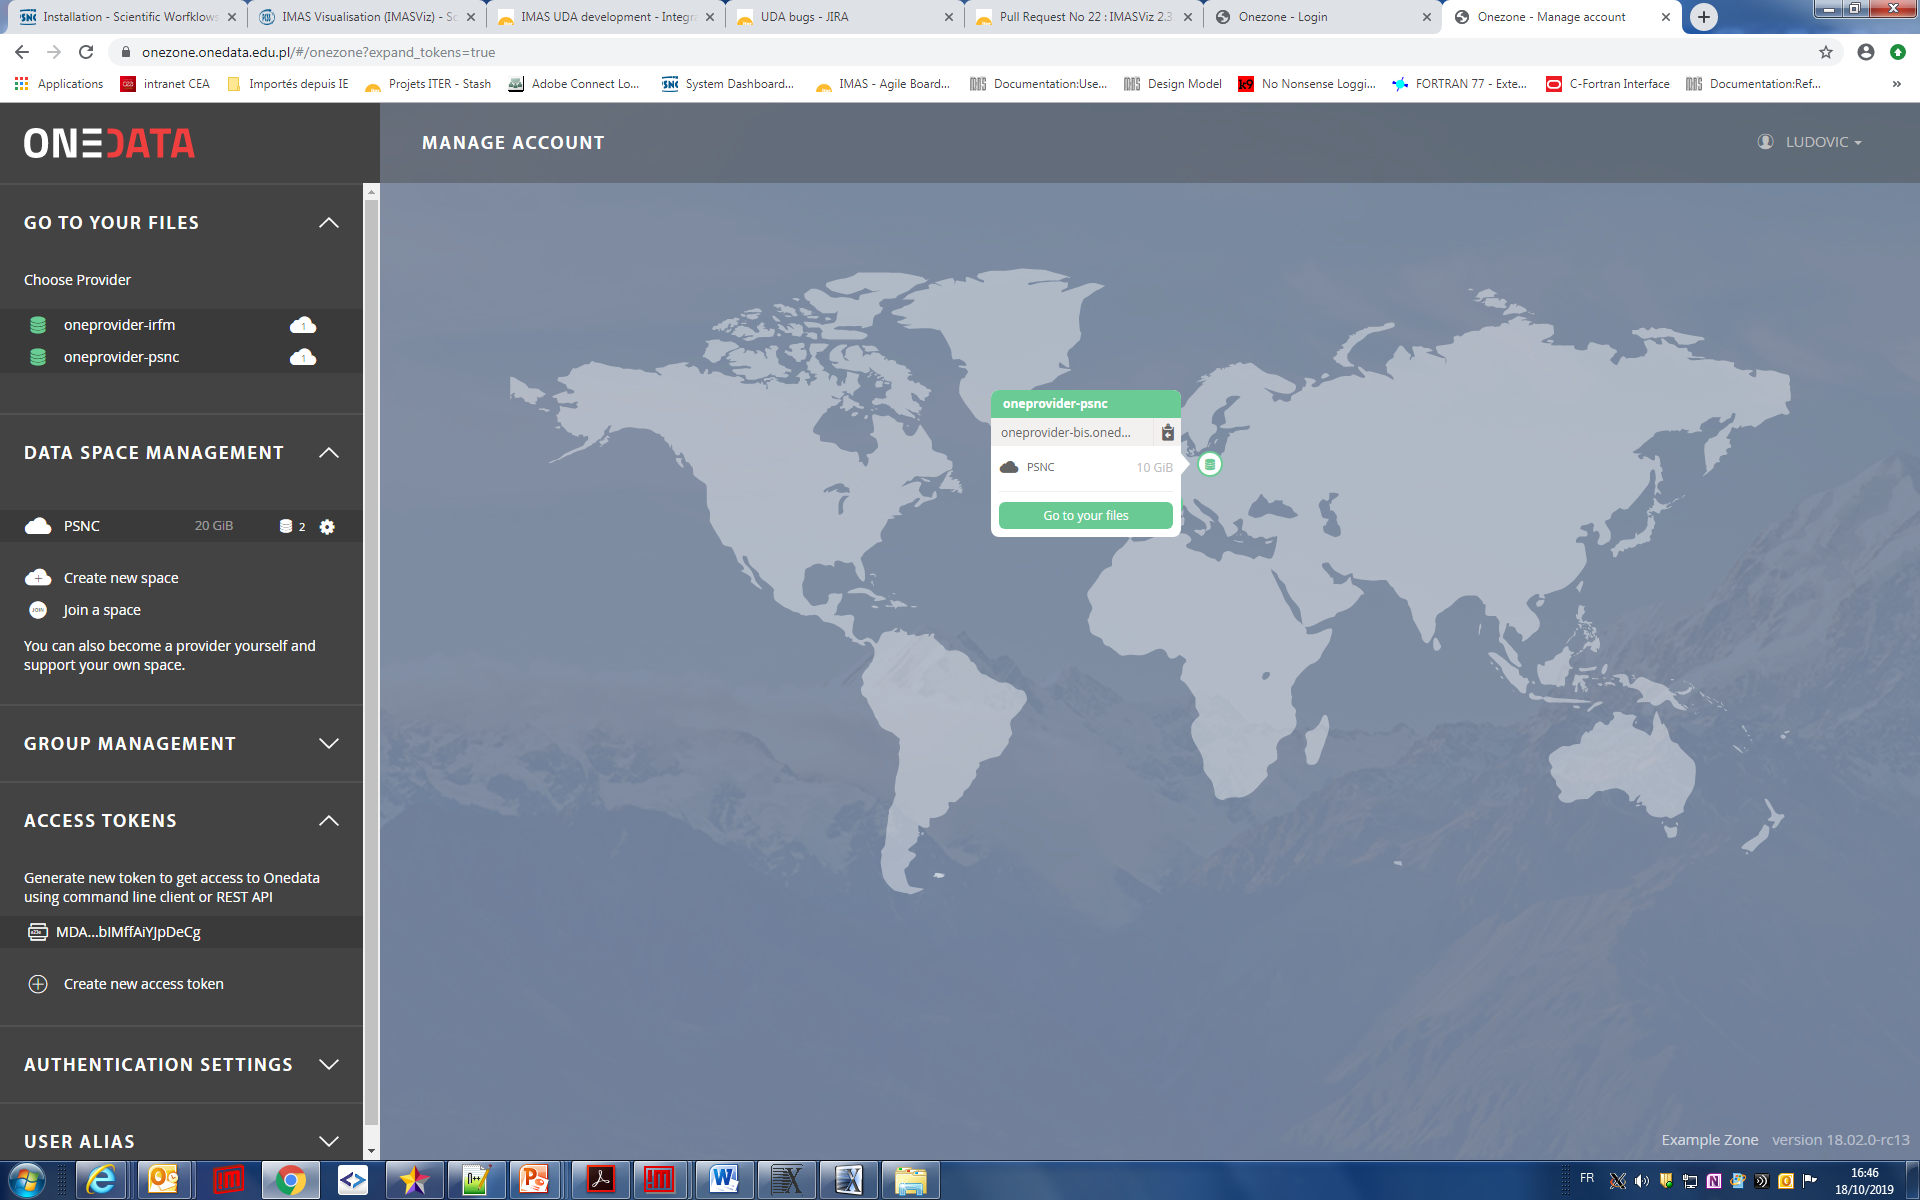 Installation - Scientific Worfklows
IMAS Visualisation (IMASViz) - Sc
IMAS UDA development - Integra
UDA bugs - JIRA
Pull Request No 22 : IMASViz 2.3
Onezone - Login
Onezone - Manage account
onezone.onedata.edu.pl/#/onezone?expand_tokens=true
Applications
intranet CEA
Importés depuis IE
Projets ITER - Stash
Adobe Connect Lo...
System Dashboard...
IMAS - Agile Board...
Documentation:Use...
Design Model
No Nonsense Loggi...
FORTRAN 77 - Exte...
C-Fortran Interface
Documentation:Ref...
»
ONEDATA
MANAGE ACCOUNT
LUDOVIC
GO TO YOUR FILES
Choose Provider
oneprovider-irfm 1
oneprovider-psnc 1
DATA SPACE MANAGEMENT
PSNC 20 GiB 2
Create new space
JOIN Join a space
You can also become a provider yourself and
support your own space.
GROUP MANAGEMENT
ACCESS TOKENS
Generate new token to get access to Onedata
using command line client or REST API
MDA...bIMffAiYJpDeCg
Create new access token
AUTHENTICATION SETTINGS
USER ALIAS
oneprovider-psnc
oneprovider-bis.oned...
PSNC 10 GiB
Go to your files
Example Zone version 18.02.0-rc13
FR
16:46
18/10/2019